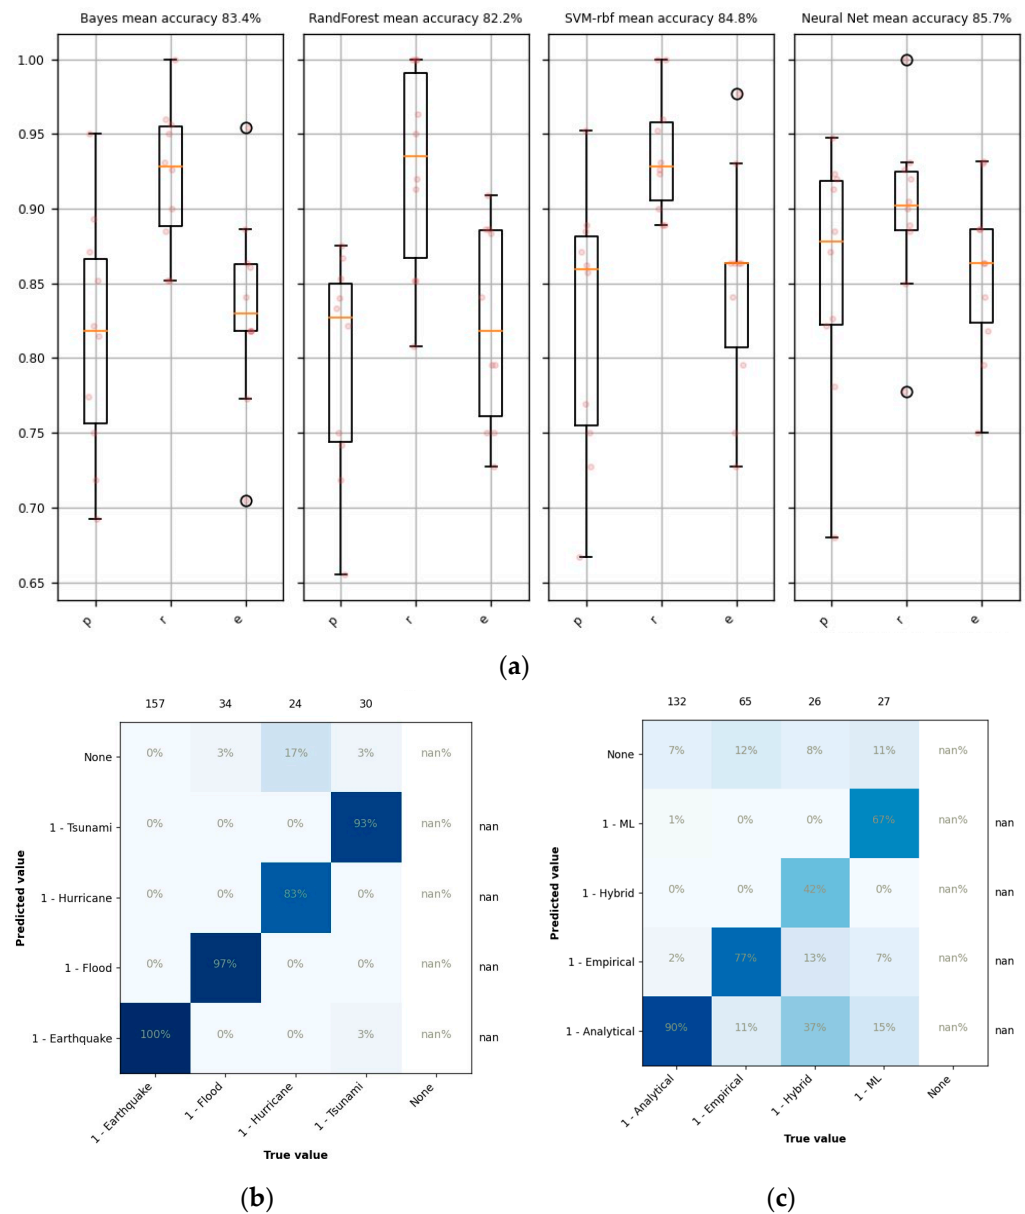 Bayes mean accuracy 83.4% RandForest mean accuracy 82.2% SVM-rbf mean accuracy 84.8% Neural Net mean accuracy 85.7%
1.00
0.95
0.90
0.85
0.80
0.75
0.70
0.65
p r e p r e p r e p r e
(a)
157 34 24 30
None 0% 3% 17% 3% nan%
1 - Tsunami 0% 0% 0% 93% nan% nan
1 - Hurricane 0% 0% 83% 0% nan% nan
1 - Flood 0% 97% 0% 0% nan% nan
1 - Earthquake 100% 0% 0% 3% nan% nan
Predicted value
1 - Earthquake 1 - Flood 1 - Hurricane 1 - Tsunami None
True value
(b)
132 65 26 27
None 7% 12% 8% 11% nan%
1 - ML 1% 0% 0% 67% nan% nan
1 - Hybrid 0% 0% 42% 0% nan% nan
1 - Empirical 2% 77% 13% 7% nan% nan
1 - Analytical 90% 11% 37% 15% nan% nan
Predicted value
1 - Analytical 1 - Empirical 1 - Hybrid 1 - ML None
True value
(c)